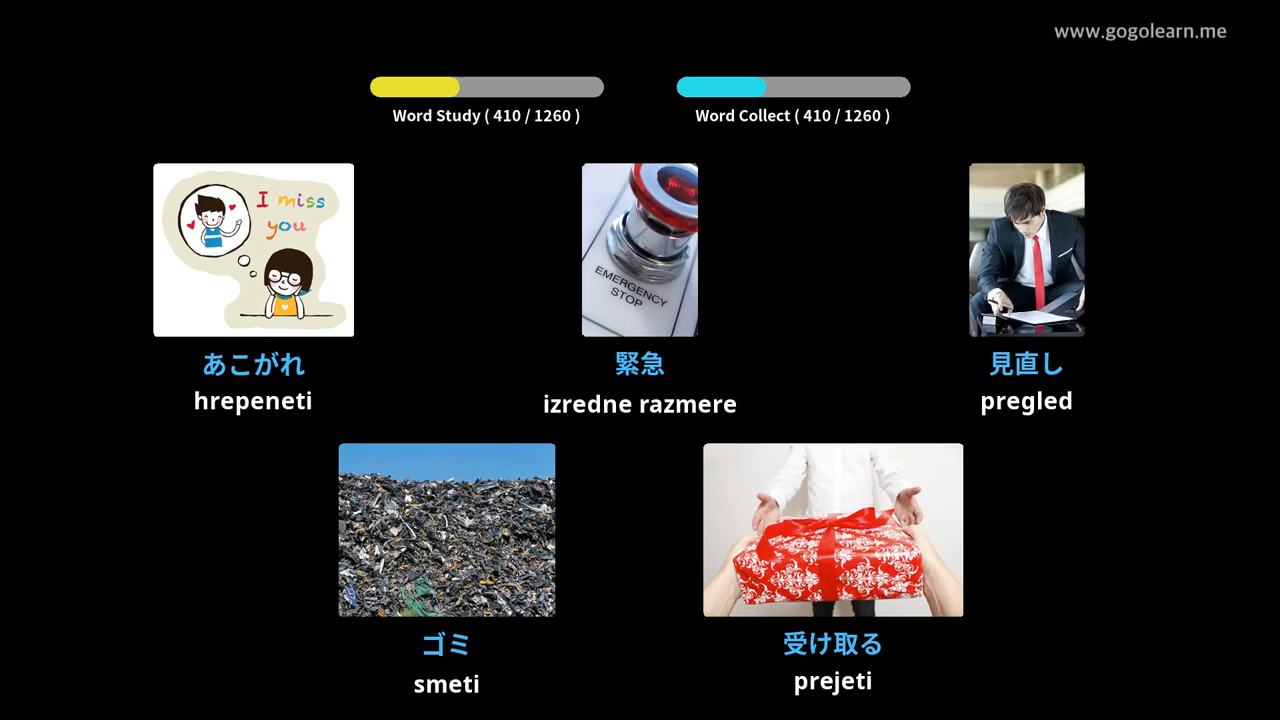 www.gogolearn.me
Word Study ( 410 / 1260 )
Word Collect ( 410 / 1260 )
I miss
you
EMERGENCY
STOP
あこがれ
hrepeneti
緊急
izredne razmere
見直し
pregled
ゴミ
smeti
受け取る
prejeti